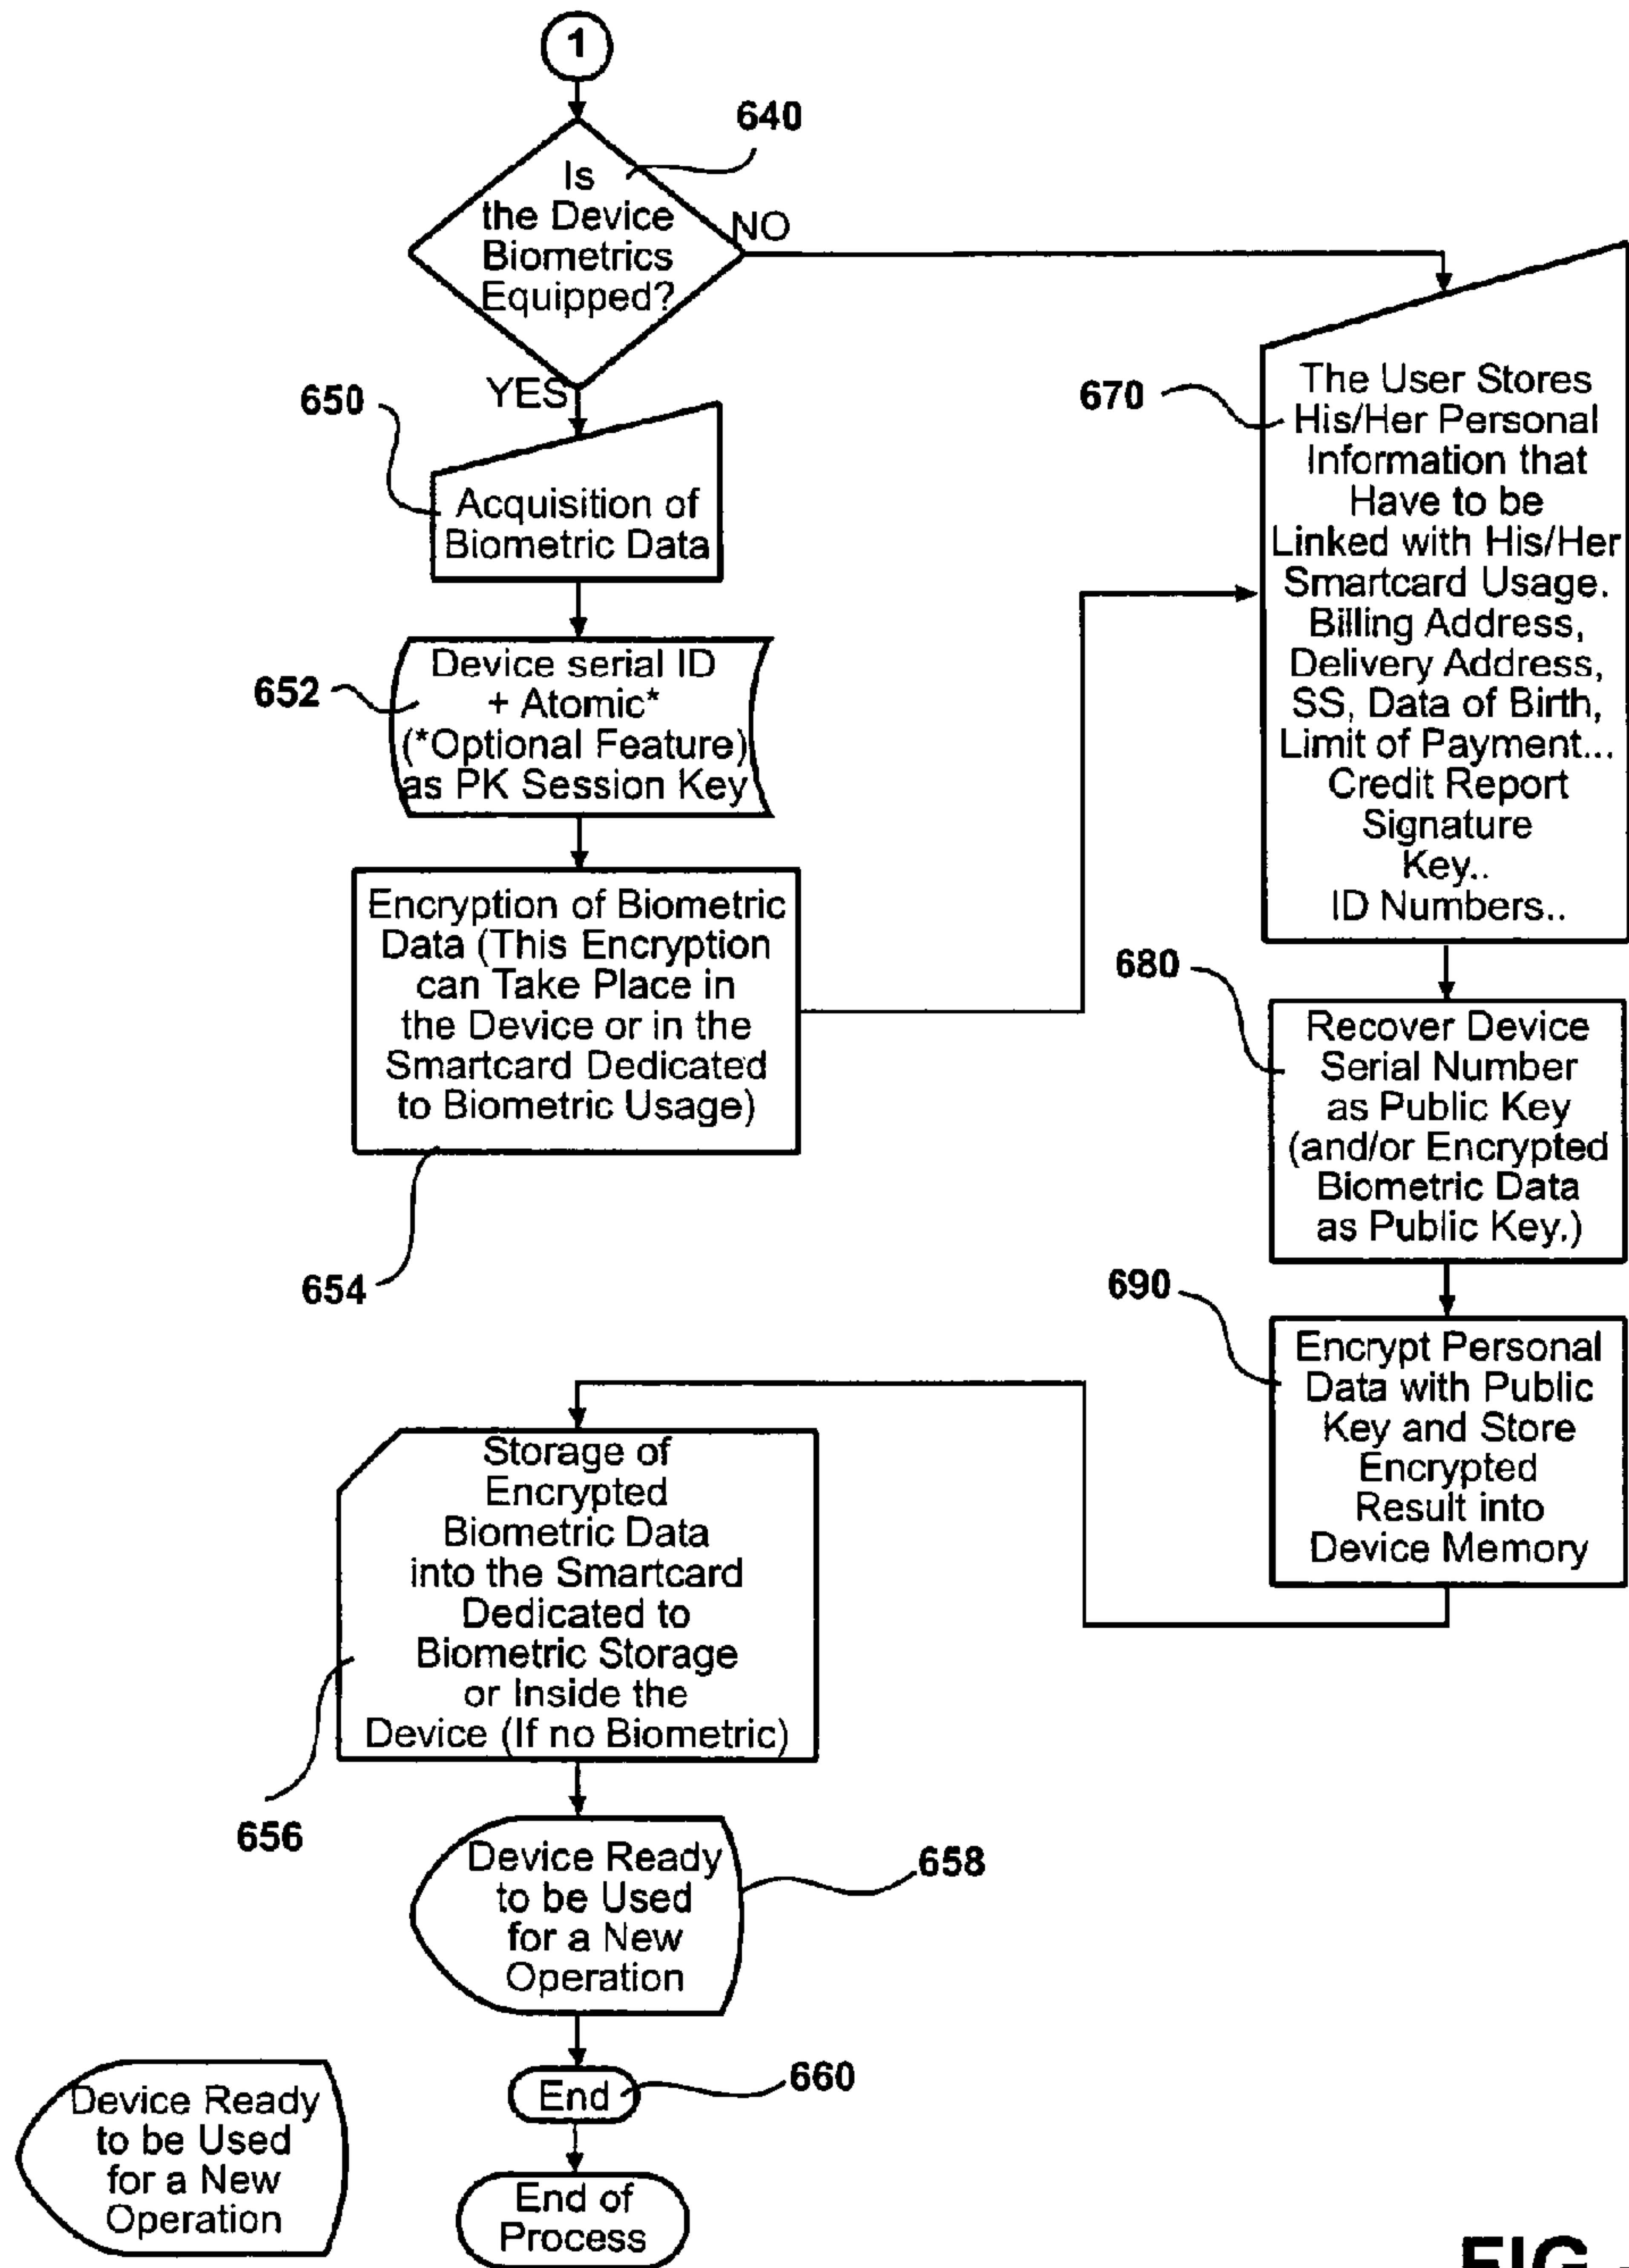 1
640
Is
the Device
Biometrics
Equipped?
NO
YES
650
Acquisition of
Biometric Data
652
Device serial ID
+ Atomic*
(*Optional Feature)
as PK Session Key
Encryption of Biometric
Data (This Encryption
can Take Place in
the Device or in the
Smartcard Dedicated
to Biometric Usage)
654
670
The User Stores
His/Her Personal
Information that
Have to be
Linked with His/Her
Smartcard Usage.
Billing Address,
Delivery Address,
SS, Data of Birth,
Limit of Payment...
Credit Report
Signature
Key..
ID Numbers..
680
Recover Device
Serial Number
as Public Key
(and/or Encrypted
Biometric Data
as Public Key.)
690
Encrypt Personal
Data with Public
Key and Store
Encrypted
Result into
Device Memory
Storage of
Encrypted
Biometric Data
into the Smartcard
Dedicated to
Biometric Storage
or Inside the
Device (If no Biometric)
656
Device Ready
to be Used
for a New
Operation
658
End
660
Device Ready
to be Used
for a New
Operation
End of
Process
FIG